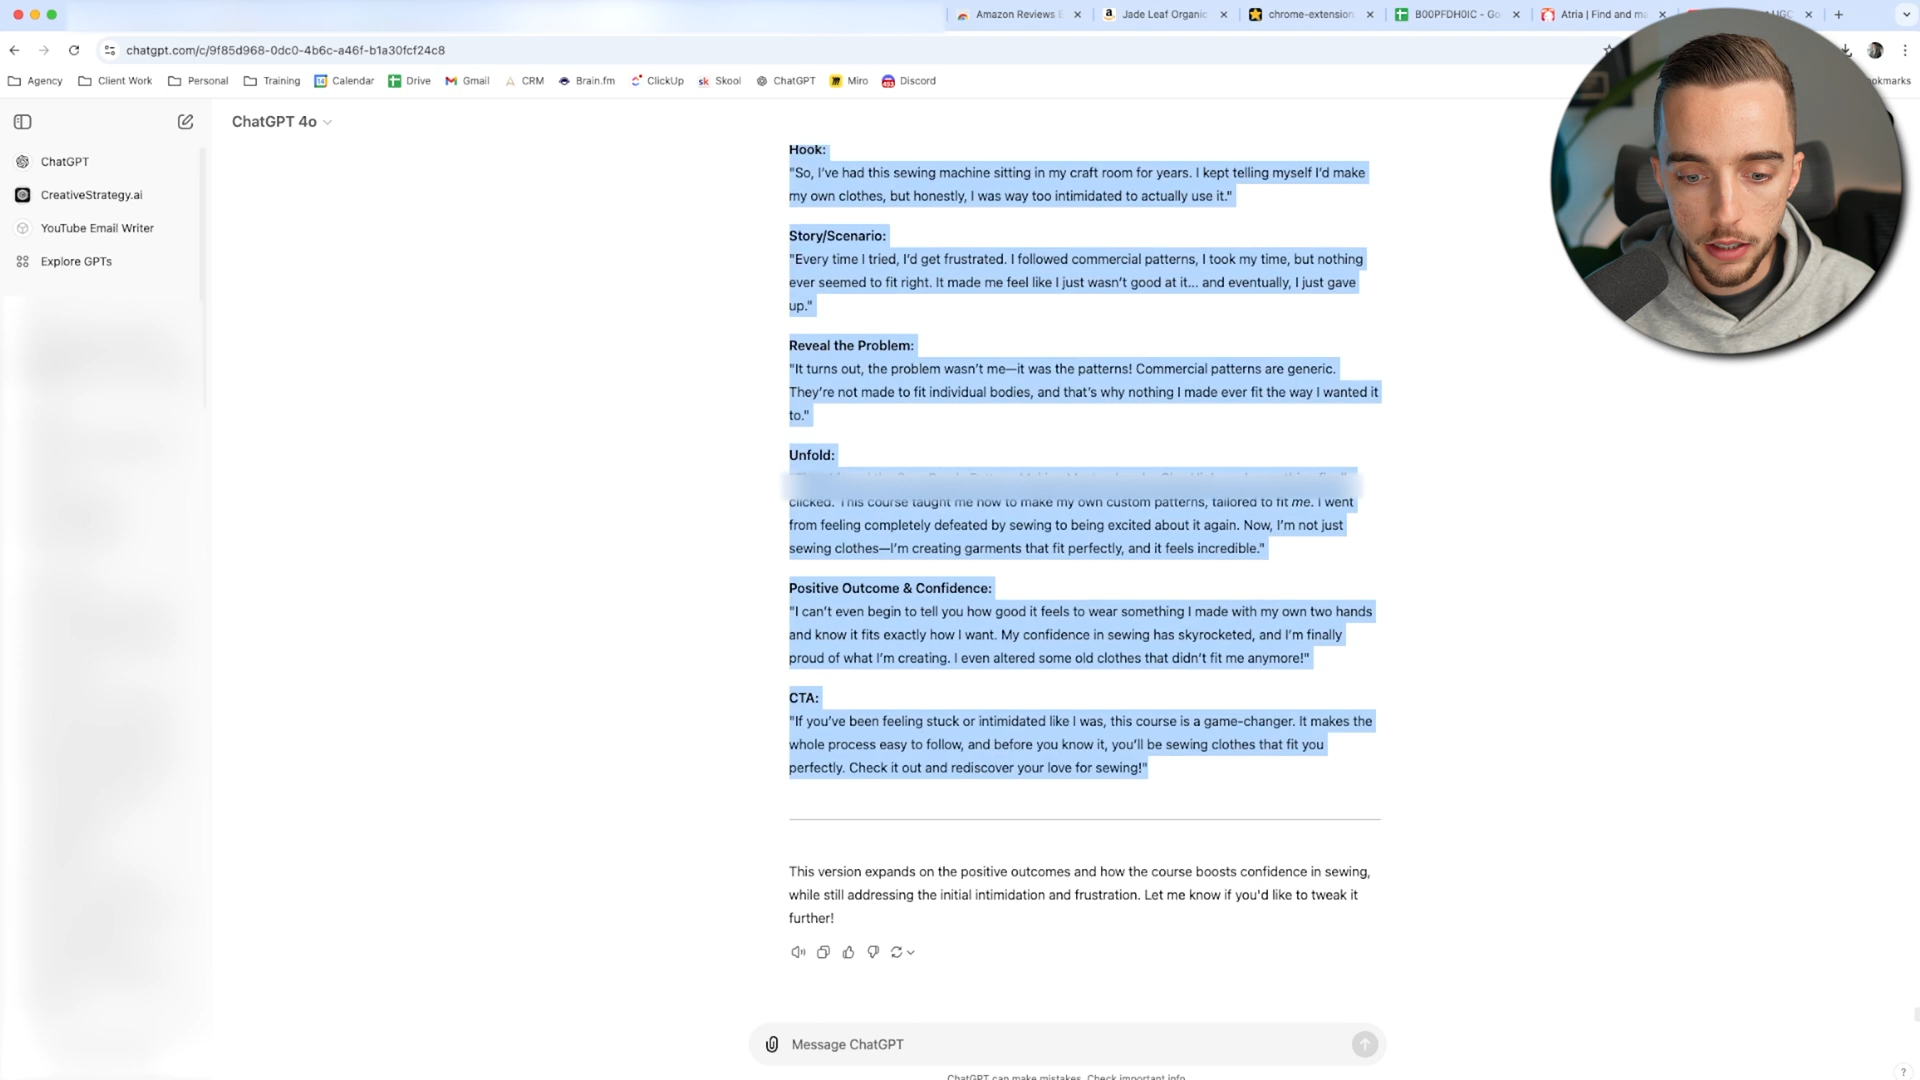 Amazon Reviews E
Jade Leaf Organic
chrome-extension
B00PFDH0IC - Go
Atria | Find and ma
UGC
chatgpt.com/c/9f85d968-0dc0-4b6c-a46f-b1a30fcf24c8
Agency
Client Work
Personal
Training
Calendar
Drive
Gmail
CRM
Brain.fm
ClickUp
Skool
ChatGPT
Miro
Discord
okmarks
ChatGPT 4o
ChatGPT
CreativeStrategy.ai
YouTube Email Writer
Explore GPTs
Hook:
"So, I've had this sewing machine sitting in my craft room for years. I kept telling myself I'd make
my own clothes, but honestly, I was way too intimidated to actually use it."
Story/Scenario:
"Every time I tried, I'd get frustrated. I followed commercial patterns, I took my time, but nothing
ever seemed to fit right. It made me feel like I just wasn't good at it... and eventually, I just gave
up."
Reveal the Problem:
"It turns out, the problem wasn't me—it was the patterns! Commercial patterns are generic.
They're not made to fit individual bodies, and that's why nothing I made ever fit the way I wanted it
to."
Unfold:
clicked. This course taught me how to make my own custom patterns, tailored to fit me. I went
from feeling completely defeated by sewing to being excited about it again. Now, I'm not just
sewing clothes—I'm creating garments that fit perfectly, and it feels incredible."
Positive Outcome & Confidence:
"I can't even begin to tell you how good it feels to wear something I made with my own two hands
and know it fits exactly how I want. My confidence in sewing has skyrocketed, and I'm finally
proud of what I'm creating. I even altered some old clothes that didn't fit me anymore!"
CTA:
"If you've been feeling stuck or intimidated like I was, this course is a game-changer. It makes the
whole process easy to follow, and before you know it, you'll be sewing clothes that fit you
perfectly. Check it out and rediscover your love for sewing!"
This version expands on the positive outcomes and how the course boosts confidence in sewing,
while still addressing the initial intimidation and frustration. Let me know if you'd like to tweak it
further!
Message ChatGPT
ChatGPT can make mistakes. Check important info.
?